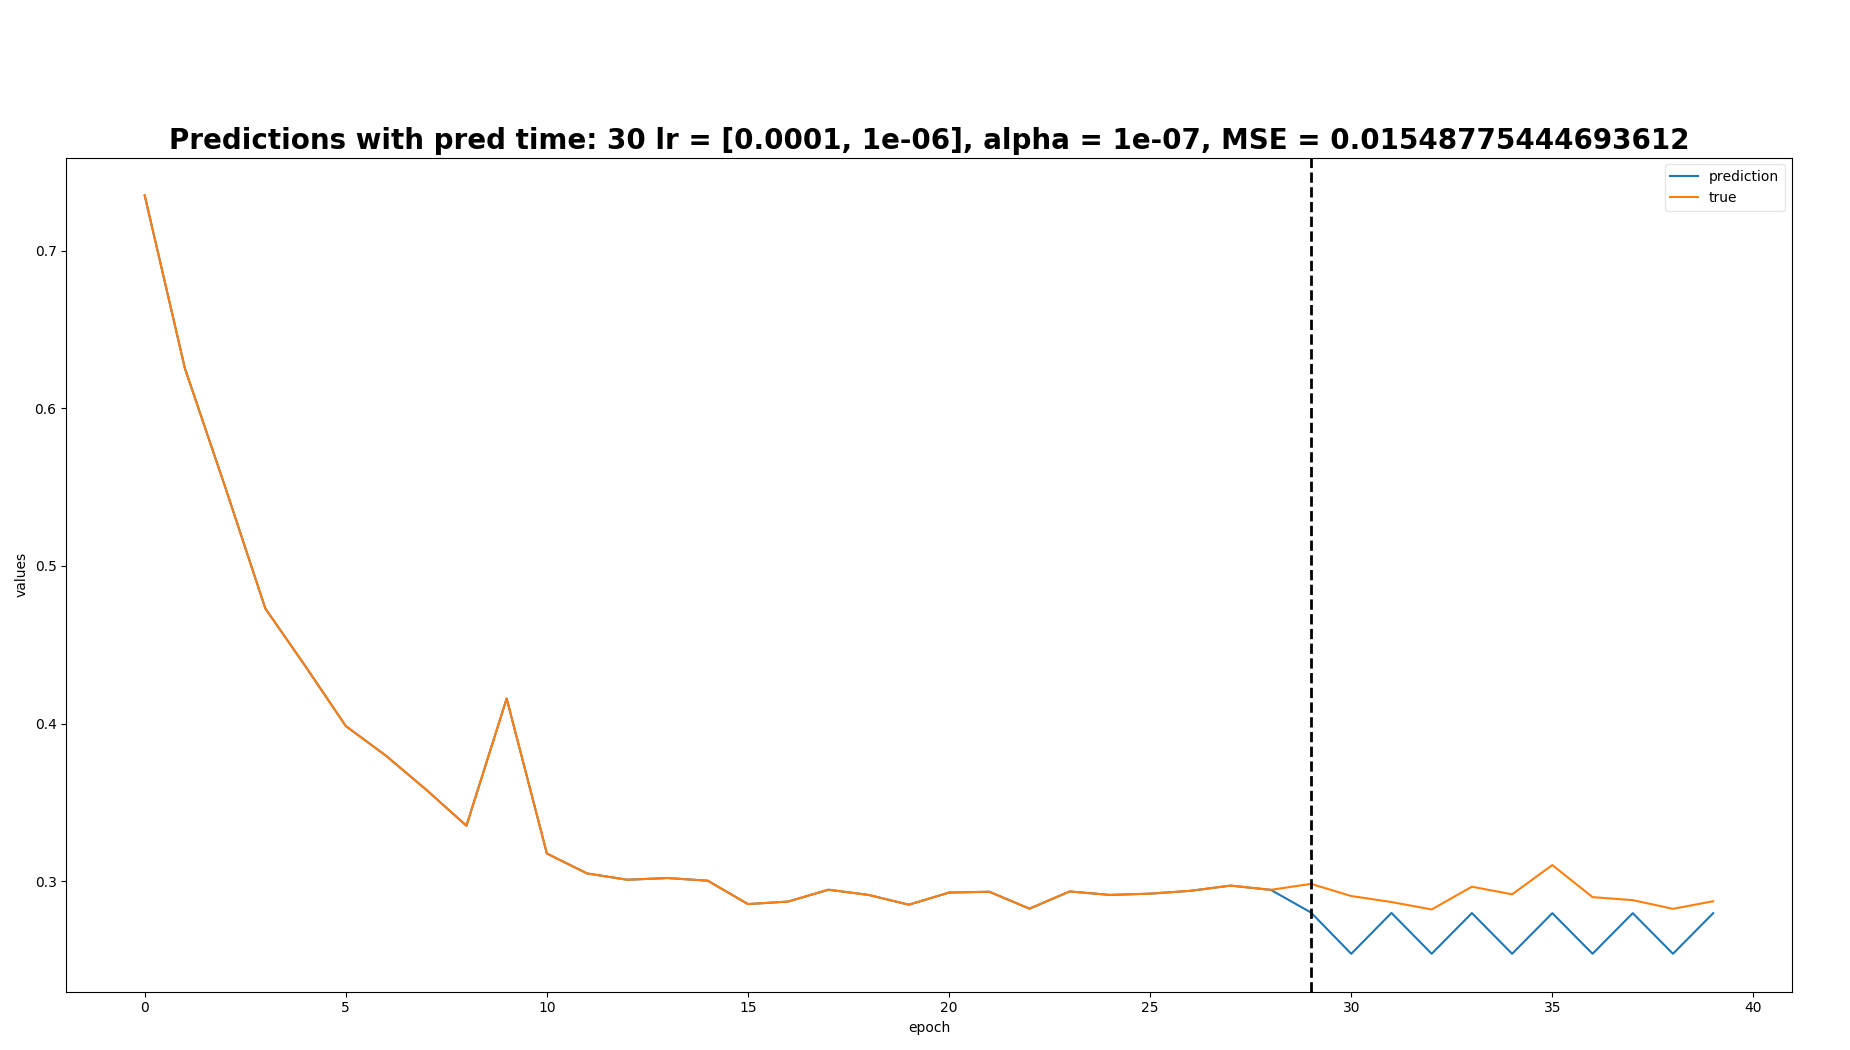 Predictions with pred time: 30 lr = [0.0001, 1e-06], alpha = 1e-07, MSE = 0.01548775444693612
prediction
true
0.7
0.6
0.5
0.4
0.3
values
0 5 10 15 20 25 30 35 40
epoch